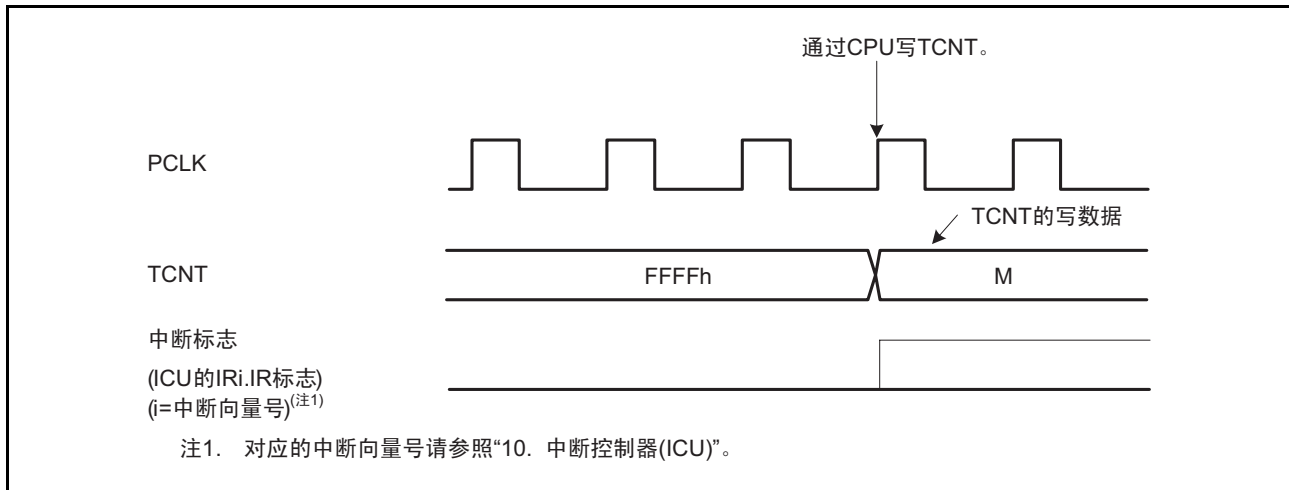 通过CPU写TCNT。
PCLK
TCNT的写数据
TCNT
FFFFh
M
中断标志
(ICU的IRi.IR标志)
(i=中断向量号)(注1)
注1. 对应的中断向量号请参照“10. 中断控制器(ICU)”。